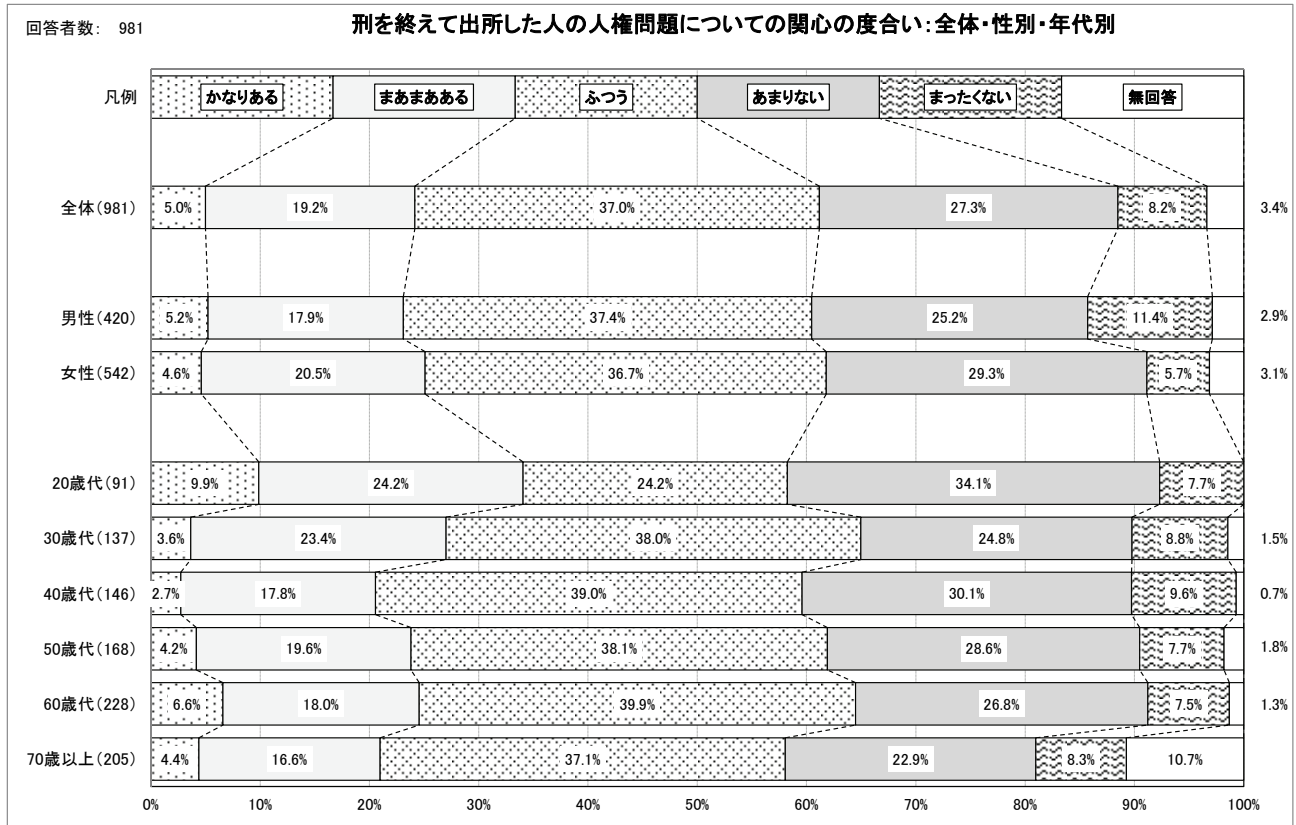 回答者数: 981
刑を終えて出所した人の人権問題についての関心の度合い:全体・性別・年代別
凡例 かなりある まあまあある ふつう あまりない まったくない 無回答
全体(981) 5.0% 19.2% 37.0% 27.3% 8.2% 3.4%
男性(420) 5.2% 17.9% 37.4% 25.2% 11.4% 2.9%
女性(542) 4.6% 20.5% 36.7% 29.3% 5.7% 3.1%
20歳代(91) 9.9% 24.2% 24.2% 34.1% 7.7%
30歳代(137) 3.6% 23.4% 38.0% 24.8% 8.8% 1.5%
40歳代(146) 2.7% 17.8% 39.0% 30.1% 9.6% 0.7%
50歳代(168) 4.2% 19.6% 38.1% 28.6% 7.7% 1.8%
60歳代(228) 6.6% 18.0% 39.9% 26.8% 7.5% 1.3%
70歳以上(205) 4.4% 16.6% 37.1% 22.9% 8.3% 10.7%
0% 10% 20% 30% 40% 50% 60% 70% 80% 90% 100%